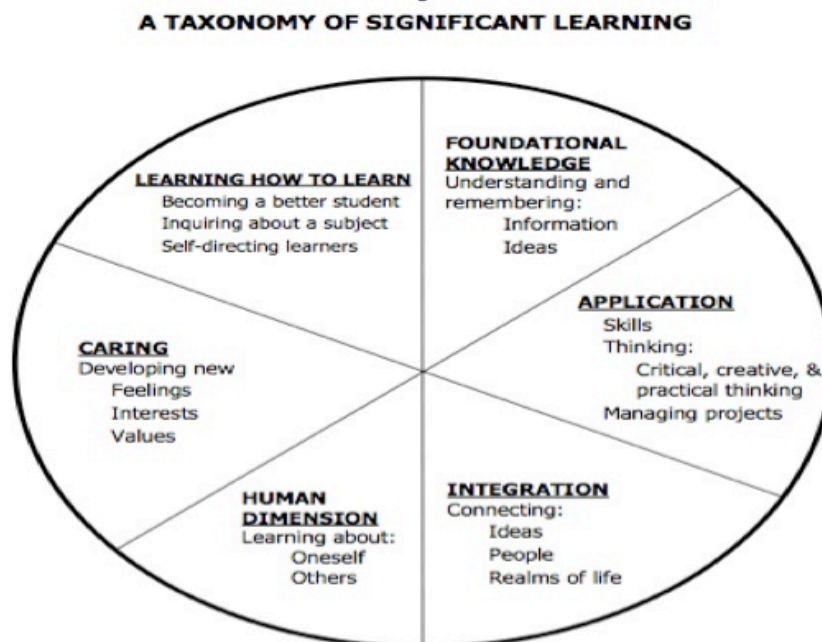 A TAXONOMY OF SIGNIFICANT LEARNING
FOUNDATIONAL
KNOWLEDGE
Understanding and
remembering:
Information
Ideas
APPLICATION
Skills
Thinking:
Critical, creative, &
practical thinking
Managing projects
INTEGRATION
Connecting:
Ideas
People
Realms of life
HUMAN
DIMENSION
Learning about:
Oneself
Others
CARING
Developing new
Feelings
Interests
Values
LEARNING HOW TO LEARN
Becoming a better student
Inquiring about a subject
Self-directing learners